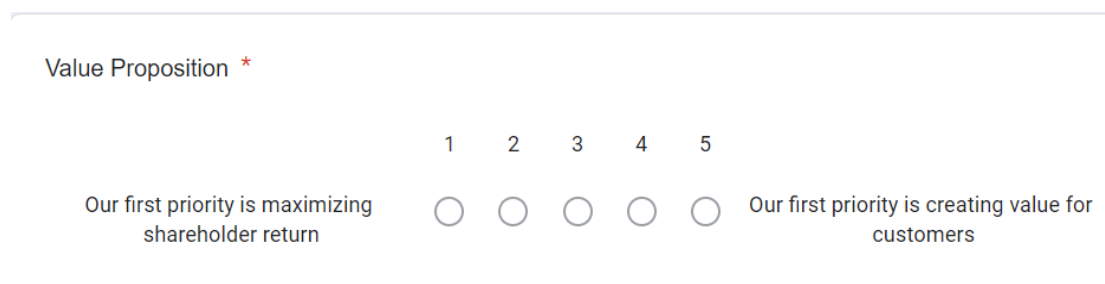 Value Proposition *
1 2 3 4 5
Our first priority is maximizing
shareholder return
Our first priority is creating value for
customers